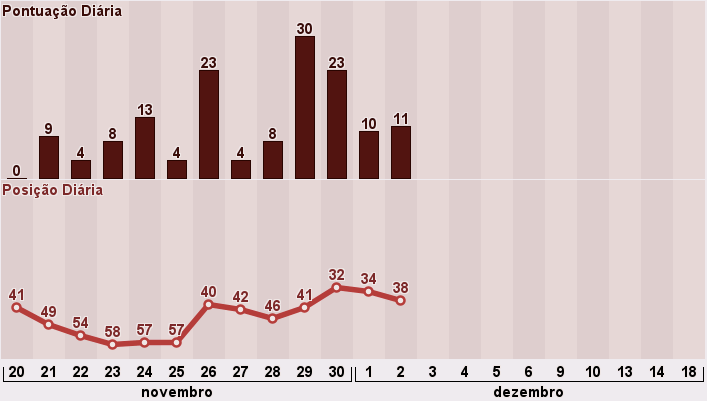 Pontuação Diária
0 9 4 8 13 4 23 4 8 30 23 10 11
Posição Diária
41 49 54 58 57 57 40 42 46 41 32 34 38
20 21 22 23 24 25 26 27 28 29 30 1 2 3 4 5 6 9 10 13 14 18
novembro dezembro